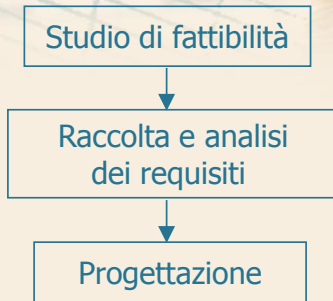 Studio di fattibilità
Raccolta e analisi
dei requisiti
Progettazione